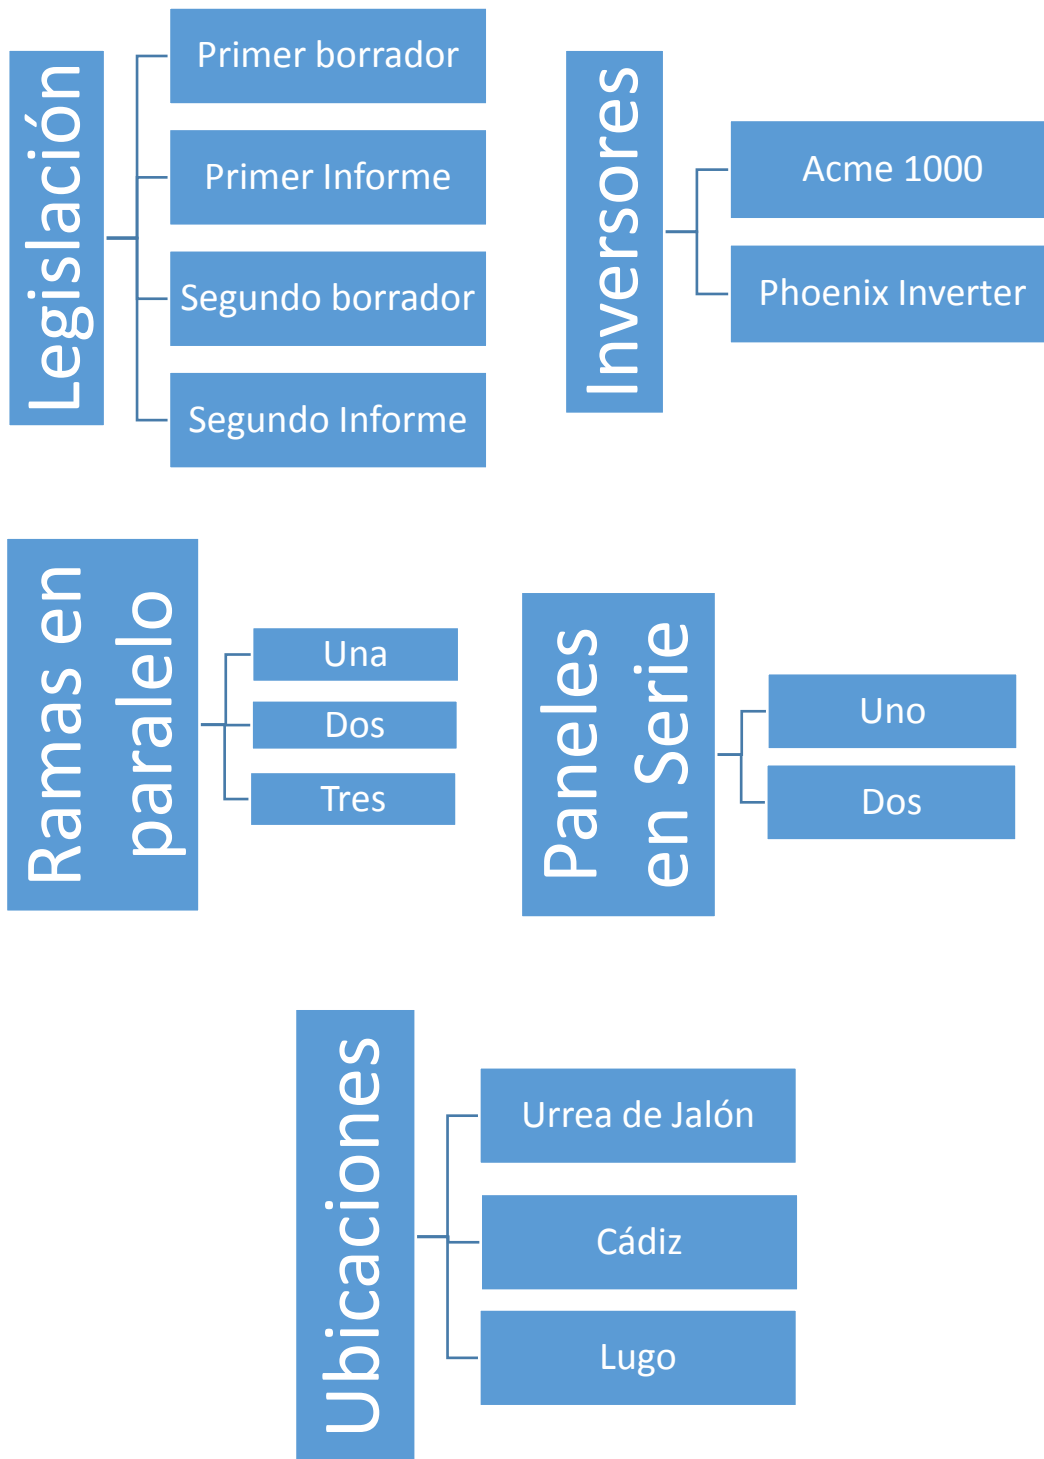 Legislación
Primer borrador
Primer Informe
Segundo borrador
Segundo Informe
Inversores
Acme 1000
Phoenix Inverter
Ramas en
paralelo
Una
Dos
Tres
Paneles
en Serie
Uno
Dos
Ubicaciones
Urrea de Jalón
Cádiz
Lugo